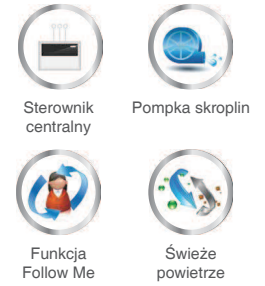 Sterownik
centralny
Pompka skroplin
Funkcja
Follow Me
Świeże
powietrze